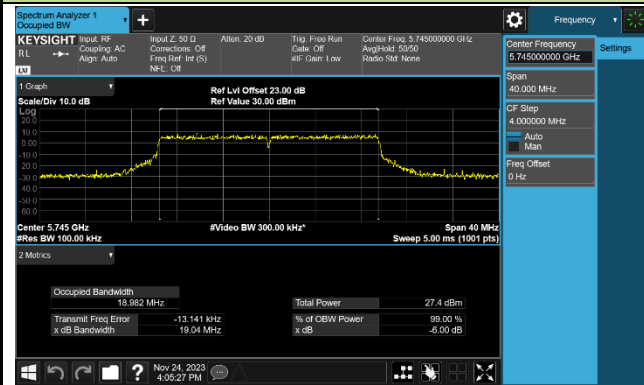 Spectrum Analyzer 1
Occupied BW
+
Frequency
KEYSIGHT
RL
LXI
Input: RF
Coupling: AC
Align: Auto
Input Z: 50 Ω
Corrections: Off
Freq Ref: Int (S)
NFE: Off
Atten: 20 dB
Trig: Free Run
Gate: Off
#IF Gain: Low
Center Freq: 5.745000000 GHz
Avg|Hold: 50/50
Radio Std: None
Center Frequency
5.745000000 GHz
Settings
Span
40.000 MHz
CF Step
4.000000 MHz
Auto
Man
Freq Offset
0 Hz
1 Graph
Scale/Div 10.0 dB
Ref Lvl Offset 23.00 dB
Ref Value 30.00 dBm
Log
20.0
10.0
0.00
-10.0
-20.0
-30.0
-40.0
-50.0
-60.0
Center 5.745 GHz
#Res BW 100.00 kHz
#Video BW 300.00 kHz*
Span 40 MHz
Sweep 5.00 ms (1001 pts)
2 Metrics
Occupied Bandwidth
18.982 MHz
Total Power 27.4 dBm
Transmit Freq Error -13.141 kHz
% of OBW Power 99.00 %
x dB Bandwidth 19.04 MHz
x dB -6.00 dB
?
Nov 24, 2023
4:05:27 PM